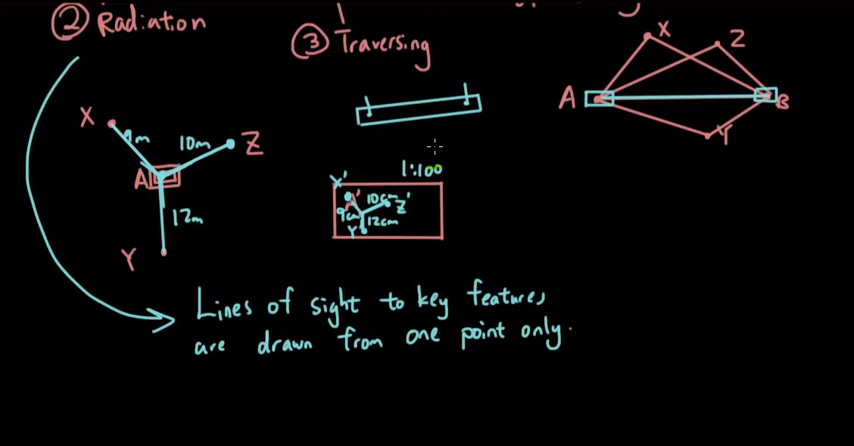 ② Radiation
③ Traversing
X
9m
10m
Z
A
12m
Y
1:100
X'
A'
10cm
Z'
9cm
12cm
Y'
X
Z
A
B
Y
Lines of sight to key features
are drawn from one point only.